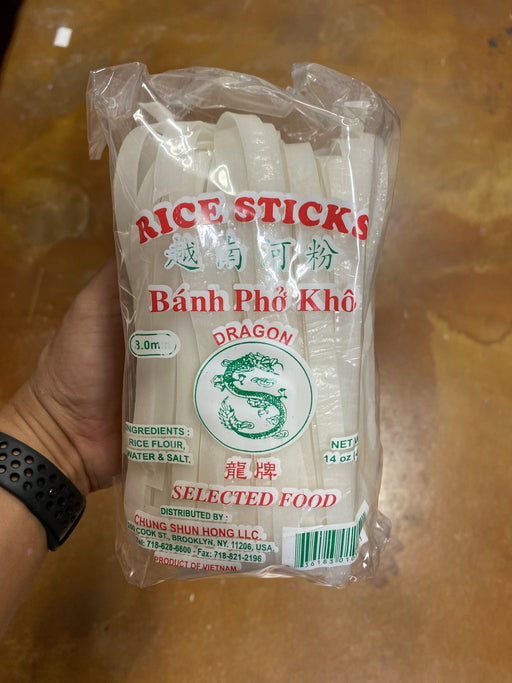 RICE STICKS
越南河粉
Bánh Phở Khô
DRAGON
INGREDIENTS :
RICE FLOUR,
WATER & SALT.
NET
14 oz
龍牌
SELECTED FOOD
DISTRIBUTED BY :
CHUNG SHUN HONG LLC
COOK ST., BROOKLYN, NY, 11206, USA
Tel: 718-628-6600 - Fax: 718-821-2196
PRODUCT OF VIETNAM